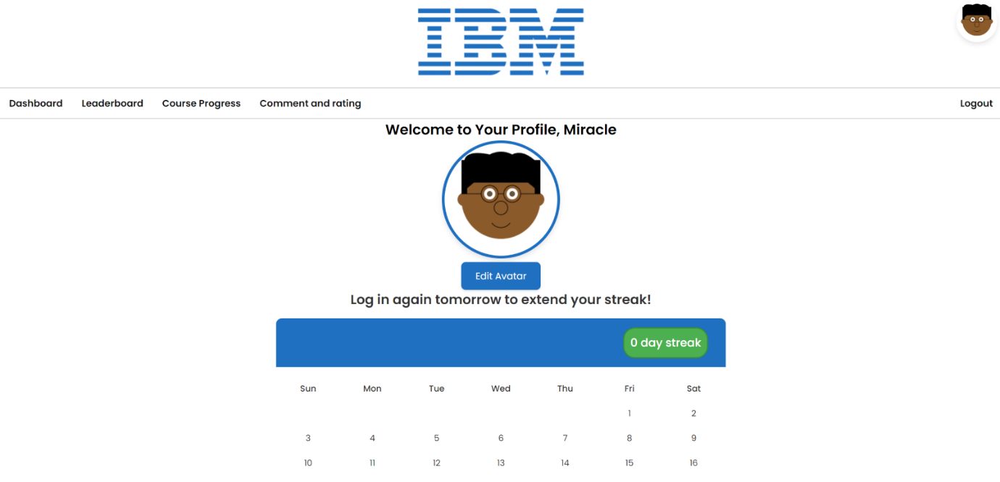 IBM
Dashboard Leaderboard Course Progress Comment and rating Logout
Welcome to Your Profile, Miracle
Edit Avatar
Log in again tomorrow to extend your streak!
0 day streak
Sun Mon Tue Wed Thu Fri Sat
1 2
3 4 5 6 7 8 9
10 11 12 13 14 15 16